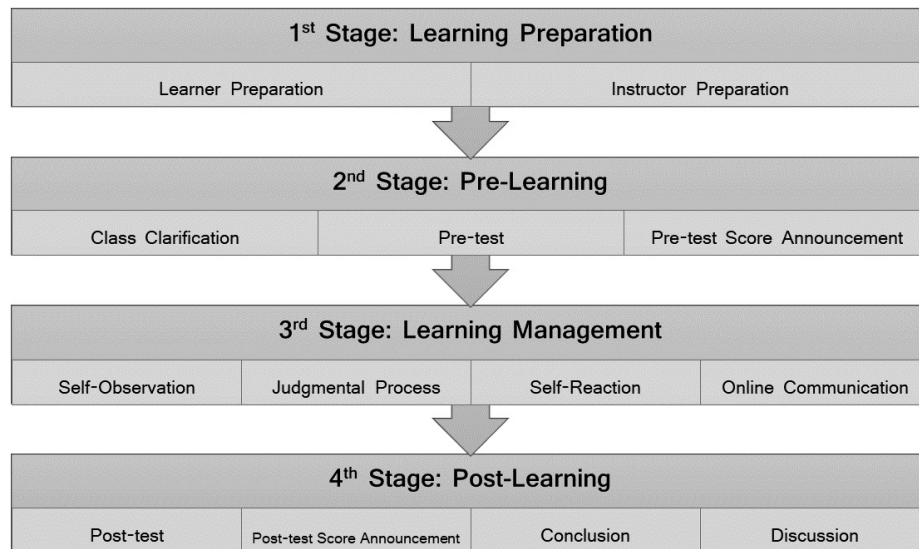 1st Stage: Learning Preparation
Learner Preparation
Instructor Preparation
2nd Stage: Pre-Learning
Class Clarification
Pre-test
Pre-test Score Announcement
3rd Stage: Learning Management
Self-Observation
Judgmental Process
Self-Reaction
Online Communication
4th Stage: Post-Learning
Post-test
Post-test Score Announcement
Conclusion
Discussion